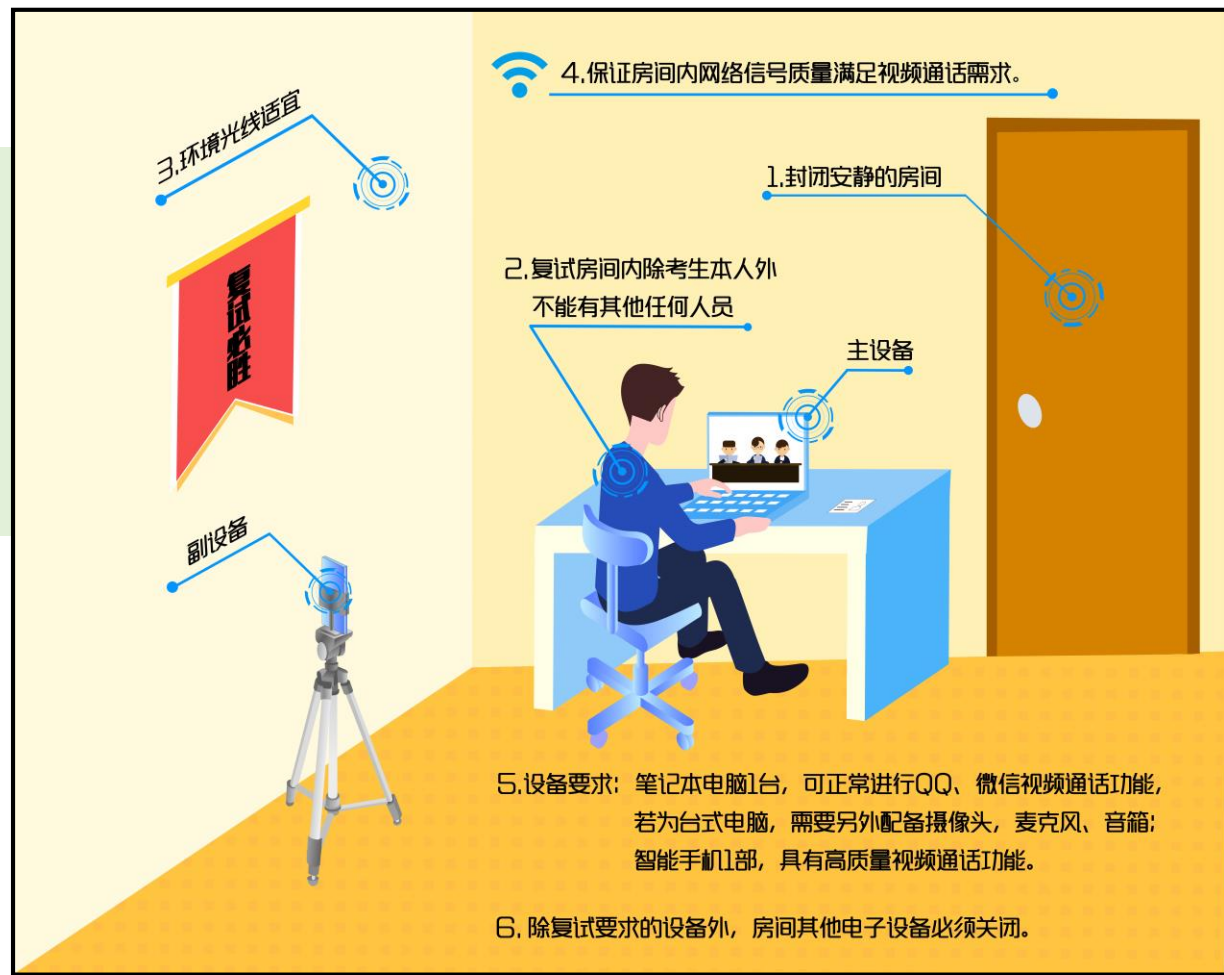 4.保证房间内网络信号质量满足视频通话需求。
3.环境光线适宜
1.封闭安静的房间
复试必胜
2.复试房间内除考生本人外
不能有其他任何人员
主设备
副设备
5.设备要求:笔记本电脑1台,可正常进行QQ、微信视频通话功能,
若为台式电脑,需要另外配备摄像头,麦克风、音箱;
智能手机1部,具有高质量视频通话功能。
6.除复试要求的设备外,房间其他电子设备必须关闭。